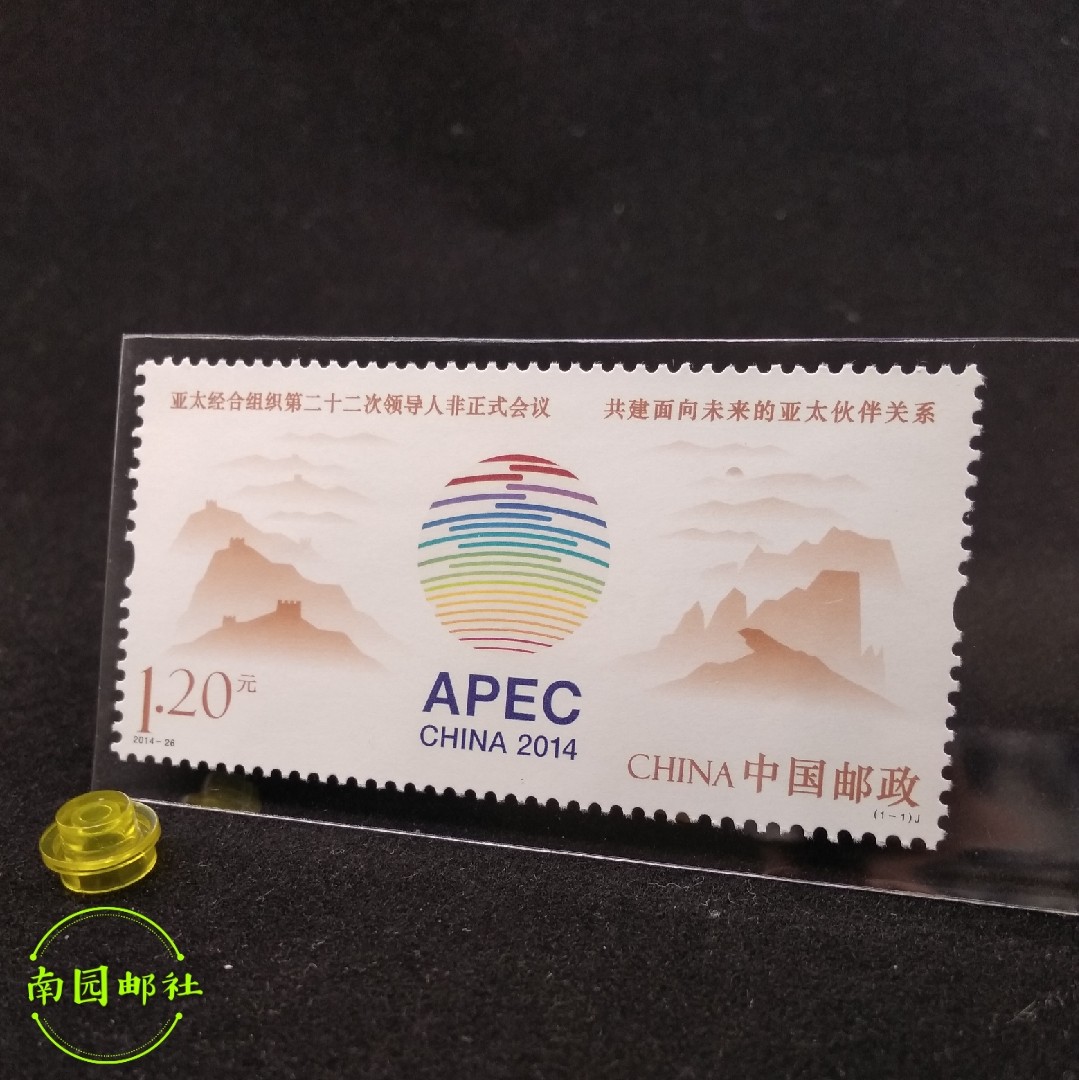 亚太经合组织第二十二次领导人非正式会议 共建面向未来的亚太伙伴关系
APEC
CHINA 2014
1.20元
2014-26
CHINA 中国邮政
(1-1)J
南园邮社